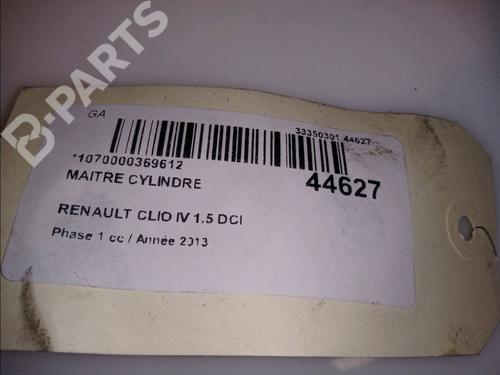 B-PARTS
GA
33350301 44627
*1070000369612
MAITRE CYLINDRE
44627
RENAULT CLIO IV 1.5 DCI
Phase 1 cc / Année 2013